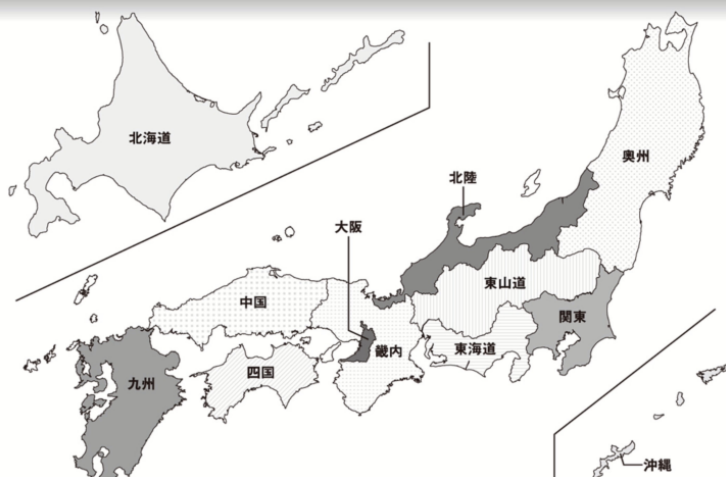 北海道
奥州
北陸
大阪
東山道
中国
関東
畿内
東海道
四国
九州
沖縄